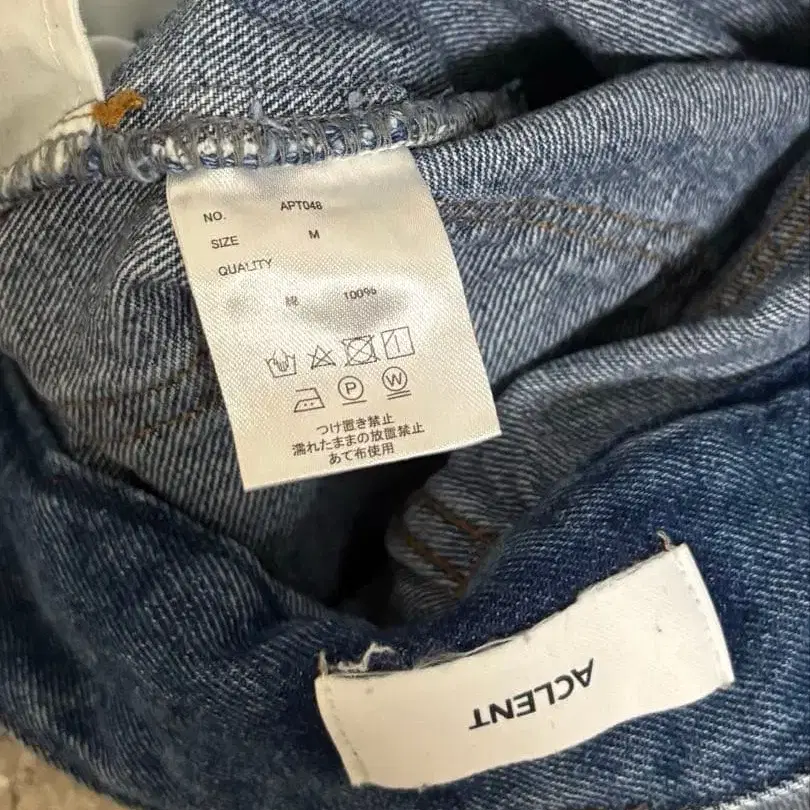 NO. APT048
SIZE M
QUALITY
綿 100%
P W
つけ置き禁止
濡れたままの放置禁止
あて布使用
ACLENT